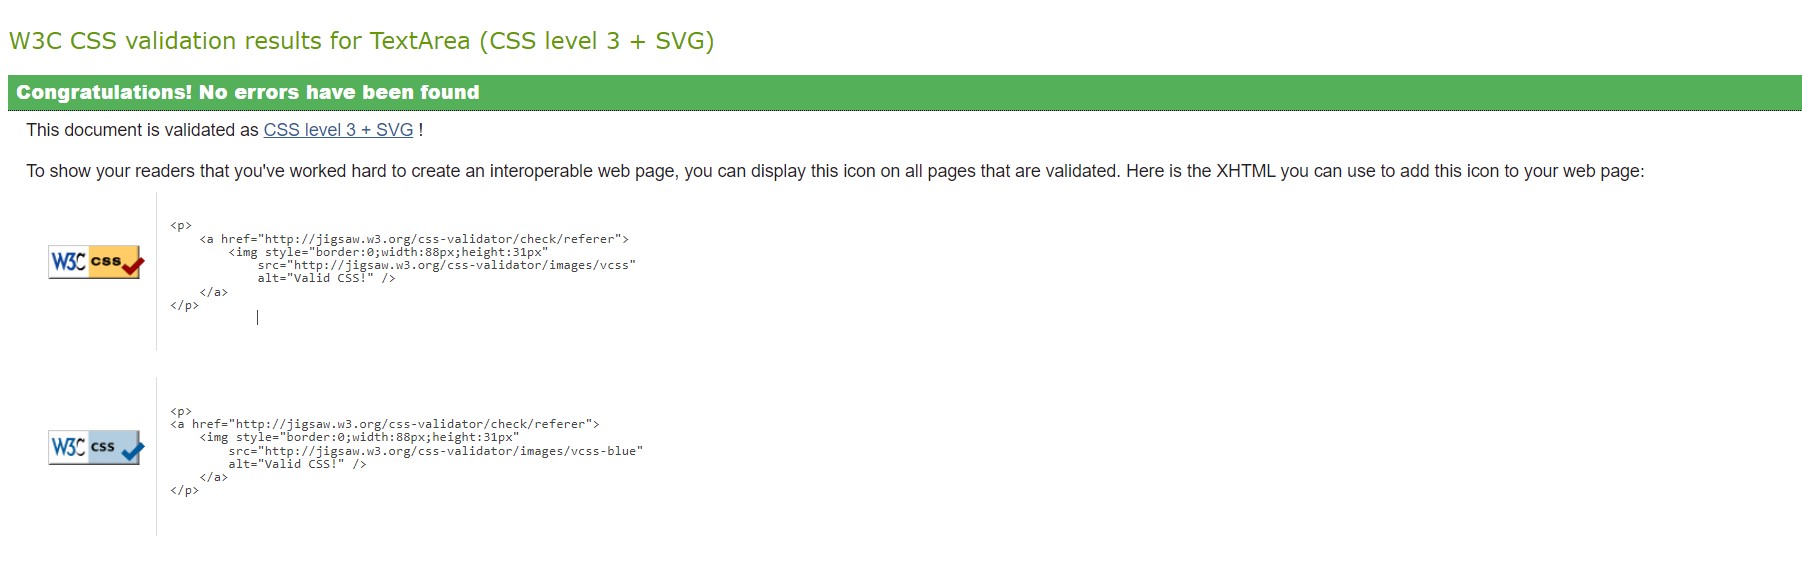 W3C CSS validation results for TextArea (CSS level 3 + SVG)
Congratulations! No errors have been found
This document is validated as CSS level 3 + SVG !
To show your readers that you've worked hard to create an interoperable web page, you can display this icon on all pages that are validated. Here is the XHTML you can use to add this icon to your web page:
W3C css
<p>
    <a href="http://jigsaw.w3.org/css-validator/check/referer">
        <img style="border:0;width:88px;height:31px"
            src="http://jigsaw.w3.org/css-validator/images/vcss"
            alt="Valid CSS!" />
    </a>
</p>
W3C css
<p>
<a href="http://jigsaw.w3.org/css-validator/check/referer">
    <img style="border:0;width:88px;height:31px"
        src="http://jigsaw.w3.org/css-validator/images/vcss-blue"
        alt="Valid CSS!" />
    </a>
</p>